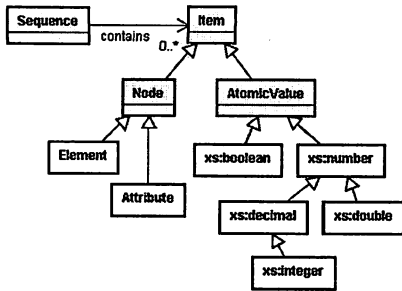 Sequence
Item
contains
0..*
Node
AtomicValue
Element
xs:boolean
xs:number
Attribute
xs:decimal
xs:double
xs:integer